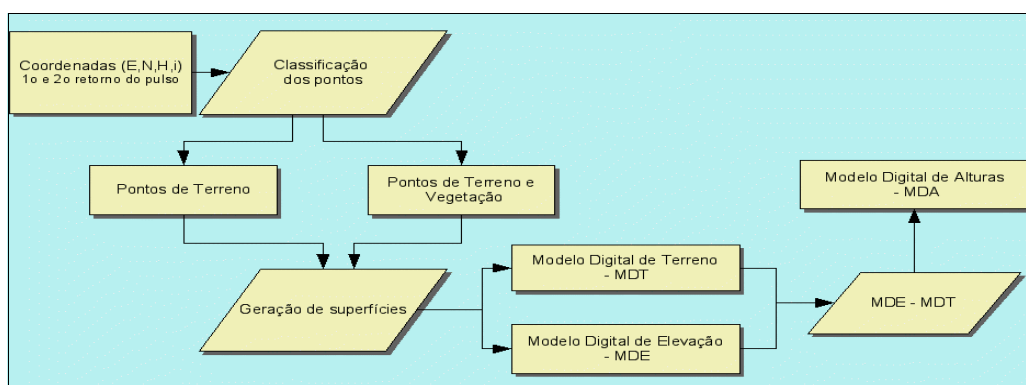 Coordenadas (E,N,H,i)
1o e 2o retorno do pulso
Classificação
dos pontos
Pontos de Terreno
Pontos de Terreno e
Vegetação
Geração de superfícies
Modelo Digital de Terreno
- MDT
Modelo Digital de Elevação
- MDE
MDE - MDT
Modelo Digital de Alturas
- MDA